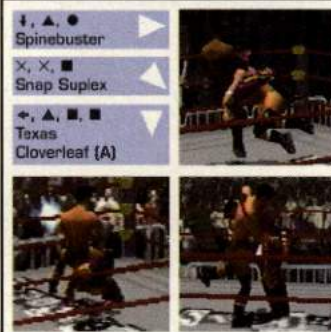 ↓, ▲, ●
Spinebuster
✕, ✕, ■
Snap Suplex
←, ▲, ■, ■
Texas
Cloverleaf (A)